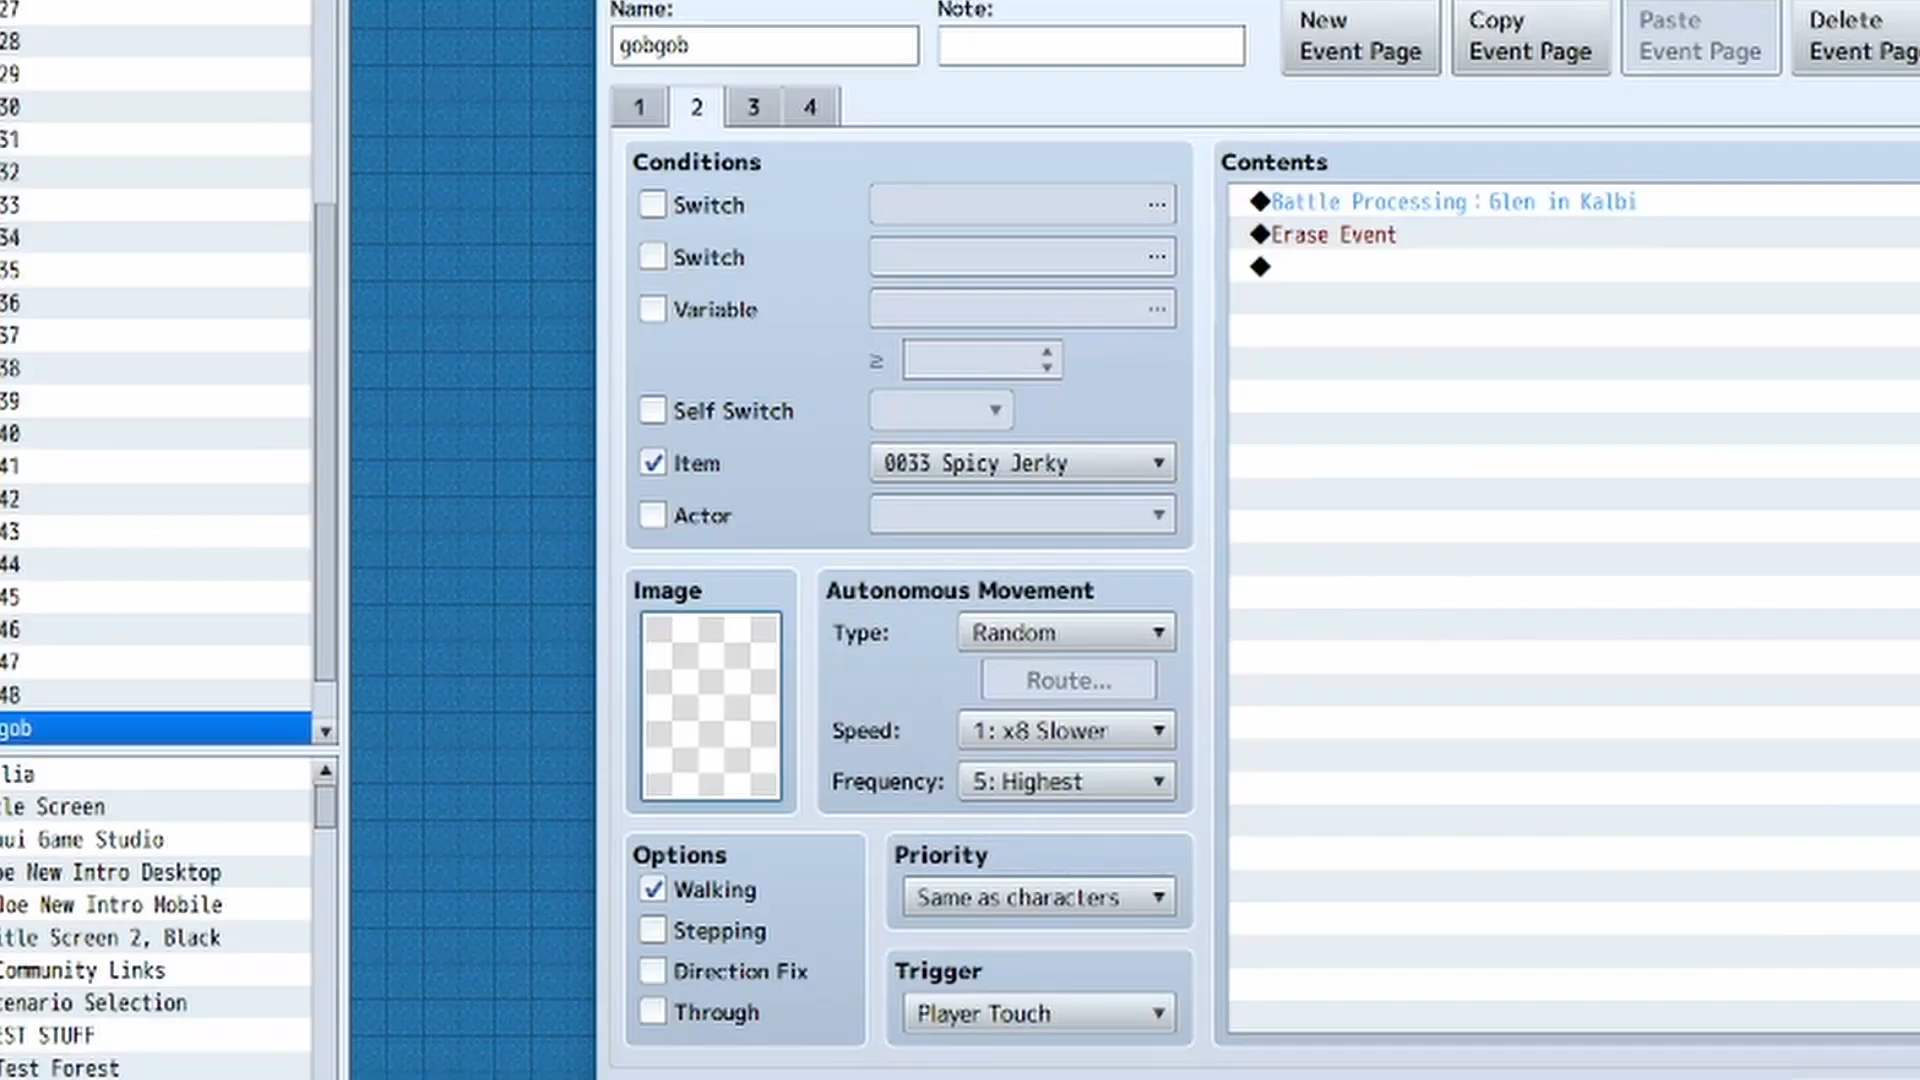 27
28
29
30
31
32
33
34
35
36
37
38
39
40
41
42
43
44
45
46
47
48
gob
lia
le Screen
ui Game Studio
oe New Intro Desktop
loe New Intro Mobile
itle Screen 2, Black
Community Links
cenario Selection
EST STUFF
Test Forest
Name:
Note:
gobgob
New
Event Page
Copy
Event Page
Paste
Event Page
Delete
Event Pag
1 2 3 4
Conditions
Switch ...
Switch ...
Variable ...
≥
Self Switch
Item 0033 Spicy Jerky
Actor
Image
Autonomous Movement
Type: Random
Route...
Speed: 1: x8 Slower
Frequency: 5: Highest
Options
Walking
Stepping
Direction Fix
Through
Priority
Same as characters
Trigger
Player Touch
Contents
◆Battle Processing : Glen in Kalbi
◆Erase Event
◆